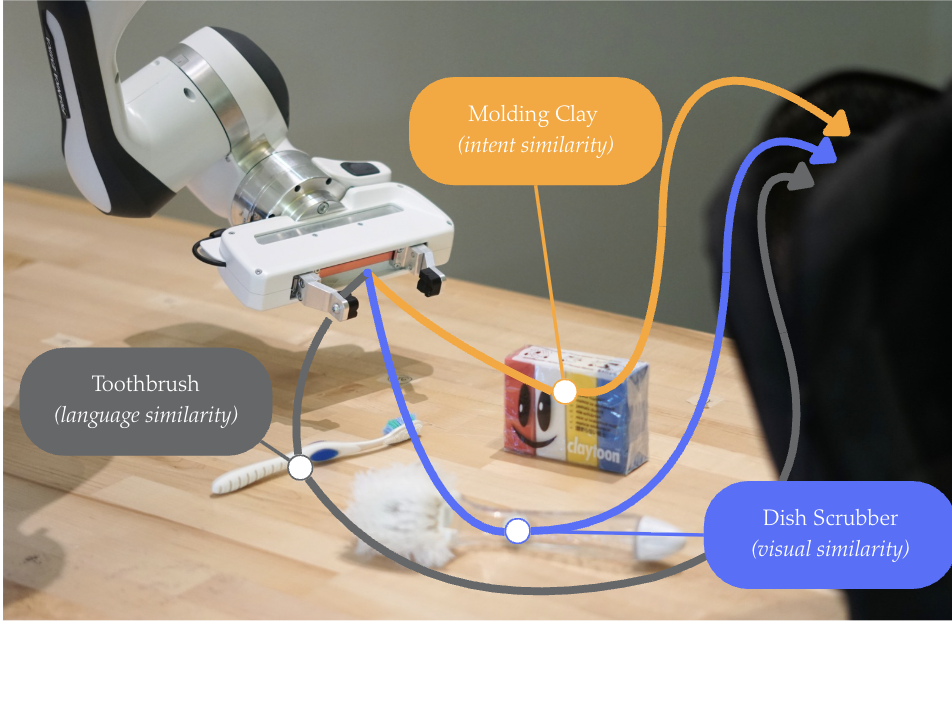 Molding Clay
(intent similarity)
Toothbrush
(language similarity)
claytoon
Dish Scrubber
(visual similarity)